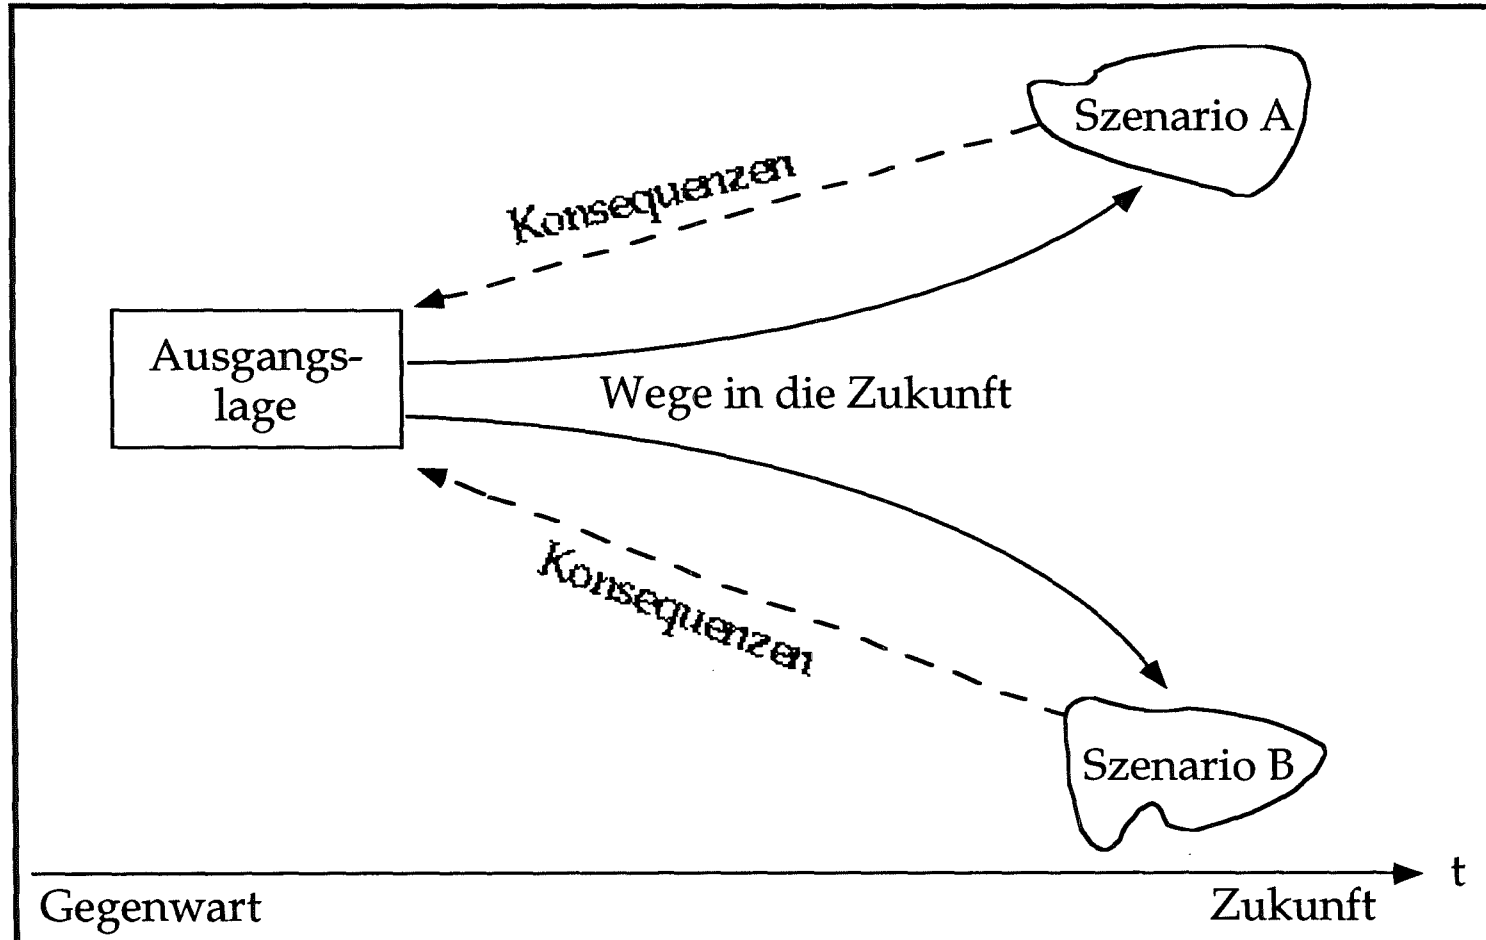 Szenario A
Konsequenzen
Ausgangs-
lage
Wege in die Zukunft
Konsequenzen
Szenario B
t
Gegenwart
Zukunft